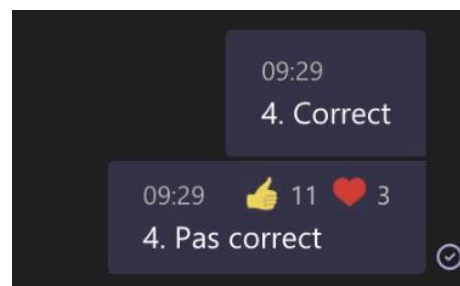 09:29
4. Correct
09:29 👍 11 ❤️ 3
4. Pas correct